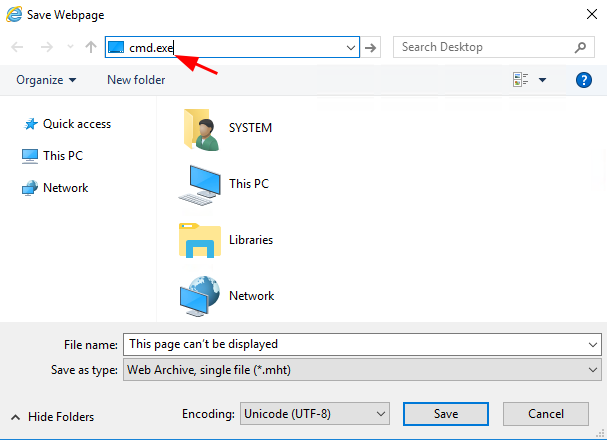 Save Webpage
cmd.exe
Search Desktop
Organize
New folder
?
Quick access
This PC
Network
SYSTEM
This PC
Libraries
Network
File name: This page can't be displayed
Save as type: Web Archive, single file (*.mht)
Hide Folders
Encoding: Unicode (UTF-8)
Save
Cancel